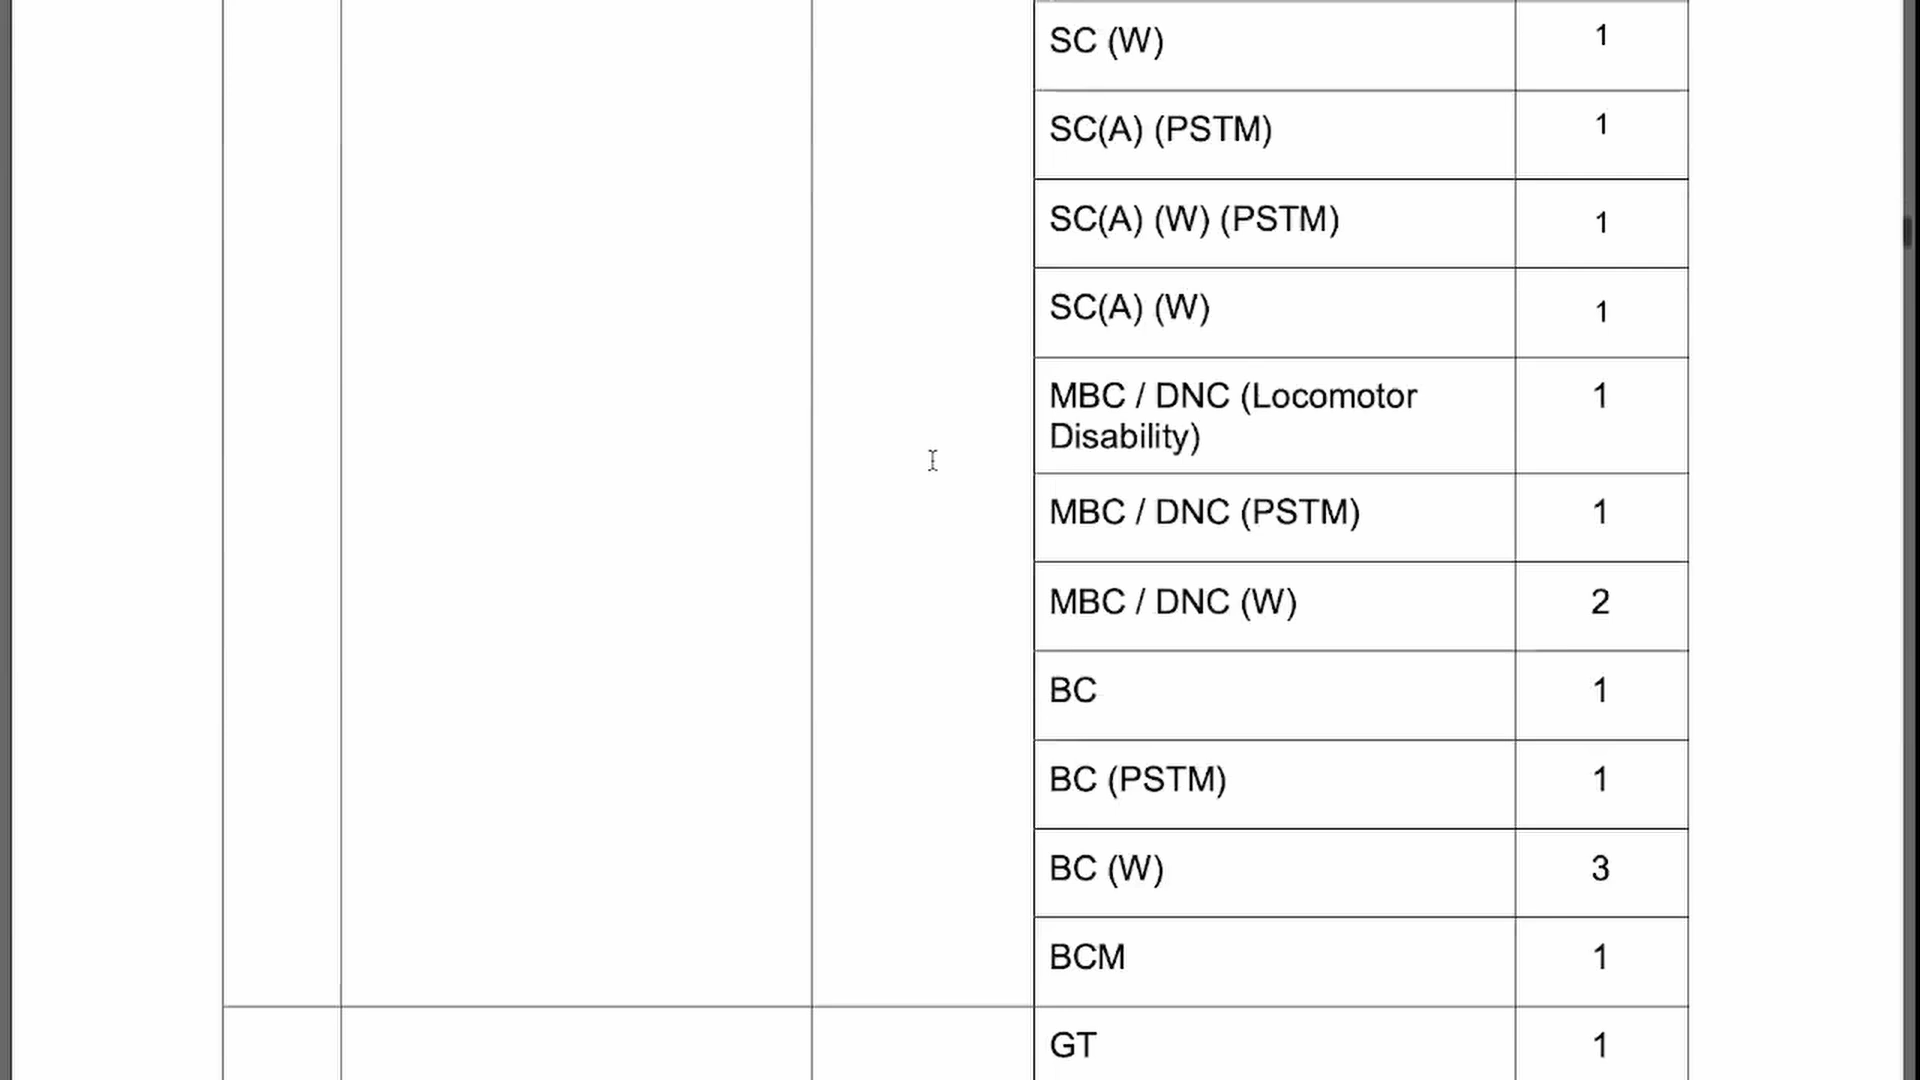 SC (W) 1
SC(A) (PSTM) 1
SC(A) (W) (PSTM) 1
SC(A) (W) 1
MBC / DNC (Locomotor 1
Disability)
MBC / DNC (PSTM) 1
MBC / DNC (W) 2
BC 1
BC (PSTM) 1
BC (W) 3
BCM 1
GT 1